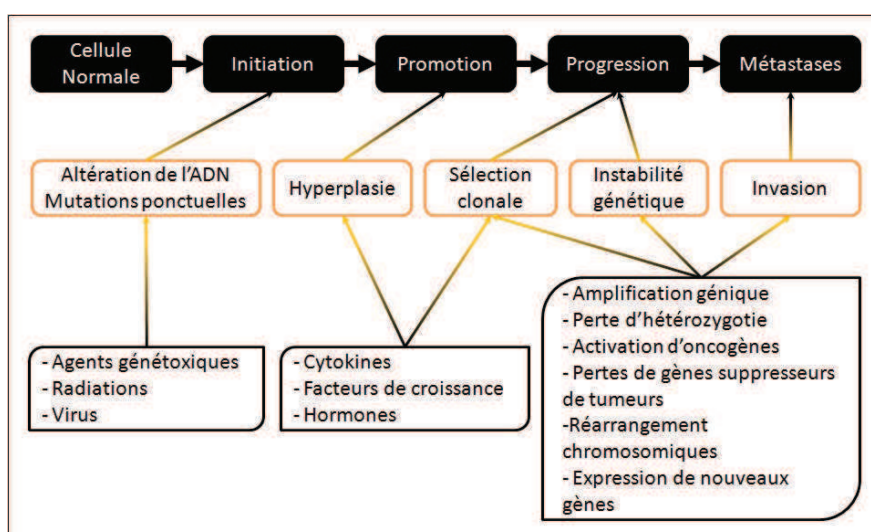 Cellule
Normale
Initiation
Promotion
Progression
Métastases
Altération de l'ADN
Mutations ponctuelles
Hyperplasie
Sélection
clonale
Instabilité
génétique
Invasion
- Agents génétoxiques
- Radiations
- Virus
- Cytokines
- Facteurs de croissance
- Hormones
- Amplification génique
- Perte d'hétérozygotie
- Activation d'oncogènes
- Pertes de gènes suppresseurs
de tumeurs
-Réarrangement
chromosomiques
- Expression de nouveaux
gènes